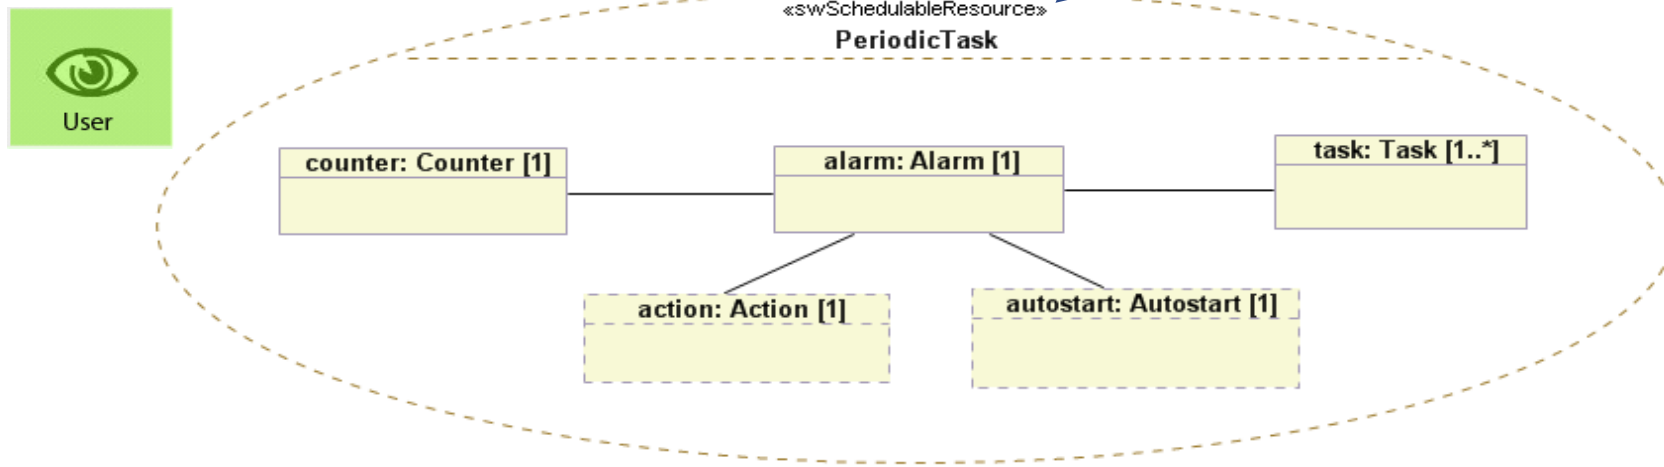 «swSchedulableResource»
PeriodicTask
User
counter: Counter [1]
alarm: Alarm [1]
task: Task [1..*]
action: Action [1]
autostart: Autostart [1]